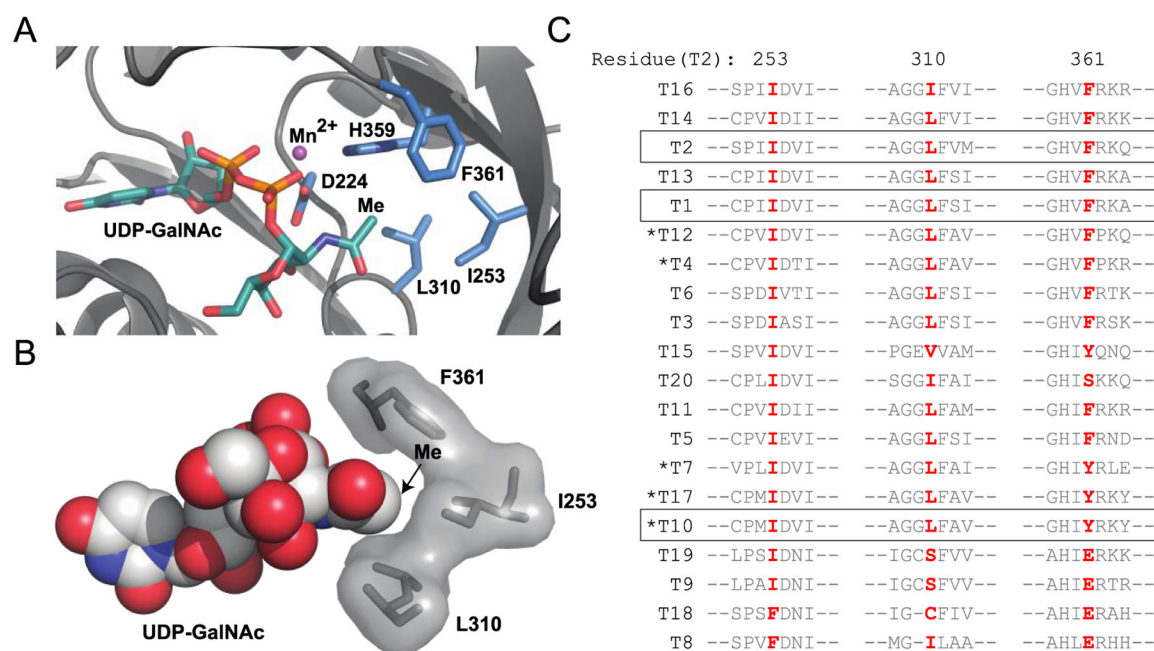 A
Mn2+
H359
F361
D224
Me
UDP-GalNAc
L310
I253
B
F361
Me
I253
UDP-GalNAc
L310
C
Residue(T2): 253 310 361
T16 --SPIIDVI-- --AGGIFVI-- --GHVFRKR--
T14 --CPVIDII-- --AGGLFVI-- --GHVFRKK--
T2 --SPIIDVI-- --AGGLFVM-- --GHVFRKQ--
T13 --CPIIDVI-- --AGGLFSI-- --GHVFRKA--
T1 --CPIIDVI-- --AGGLFSI-- --GHVFRKA--
*T12 --CPVIDVI-- --AGGLFAV-- --GHVFPKQ--
*T4 --CPVIDTI-- --AGGLFAV-- --GHVFPKR--
T6 --SPDIVTI-- --AGGLFSI-- --GHVFRTK--
T3 --SPDIASI-- --AGGLFSI-- --GHVFRSK--
T15 --SPVIDVI-- --PGEVVAM-- --GHIYQNQ--
T20 --CPLIDVI-- --SGGIFAI-- --GHISKKQ--
T11 --CPVIDII-- --AGGLFAM-- --GHIFRKR--
T5 --CPVIEVI-- --AGGLFSI-- --GHIFRND--
*T7 --VPLIDVI-- --AGGLFAI-- --GHIYRLE--
*T17 --CPMIDVI-- --AGGLFAV-- --GHIYRKY--
*T10 --CPMIDVI-- --AGGLFAV-- --GHIYRKY--
T19 --LPSIDNI-- --IGCSFVV-- --AHIERKK--
T9 --LPAIDNI-- --IGCSFVV-- --AHIERTR--
T18 --SPSFDNI-- --IG-CFIV-- --AHIERAH--
T8 --SPVFDNI-- --MG-ILAA-- --AHLERHH--